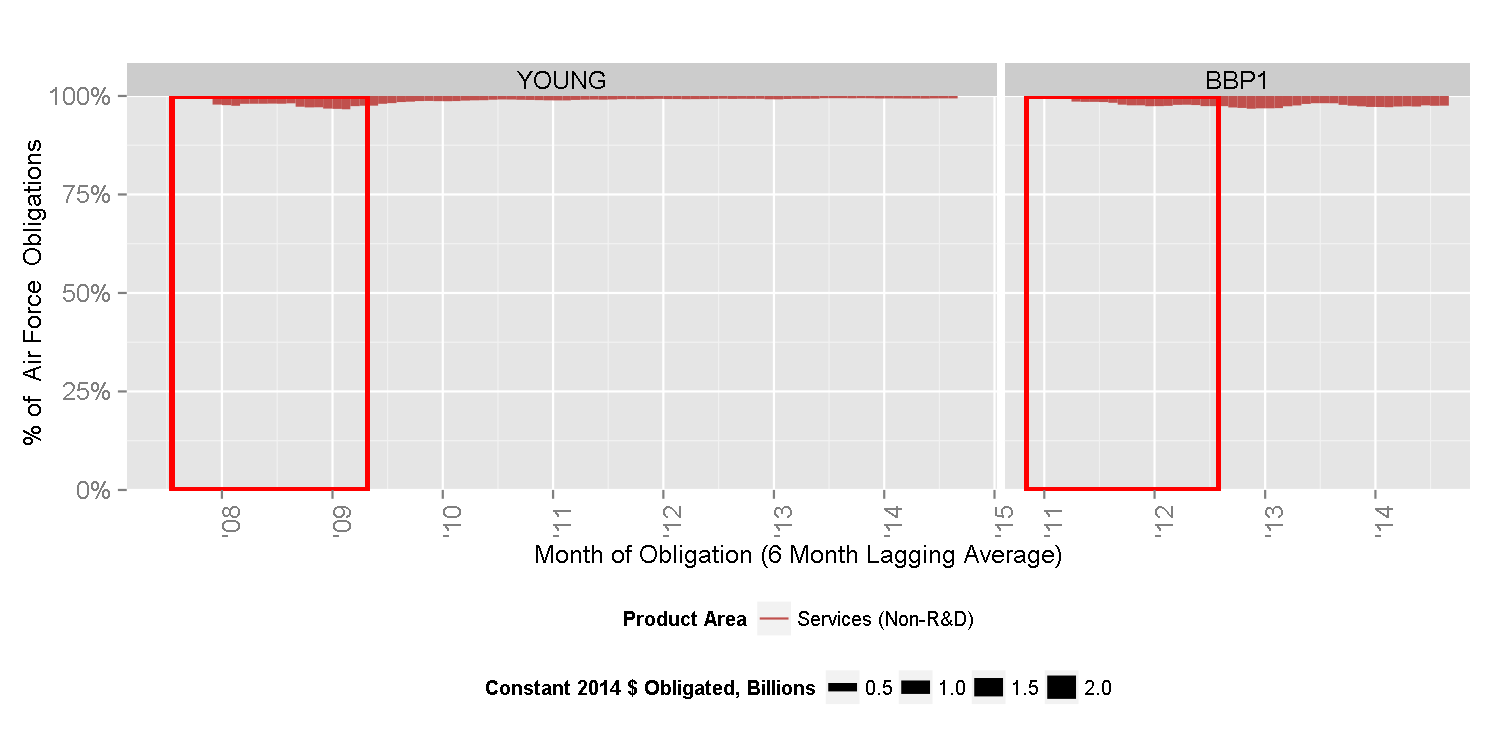 YOUNG BBP1
100%
75%
50%
25%
0%
% of Air Force Obligations
'08 '09 '10 '11 '12 '13 '14 '15 '11 '12 '13 '14
Month of Obligation (6 Month Lagging Average)
Product Area Services (Non-R&D)
Constant 2014 $ Obligated, Billions 0.5 1.0 1.5 2.0